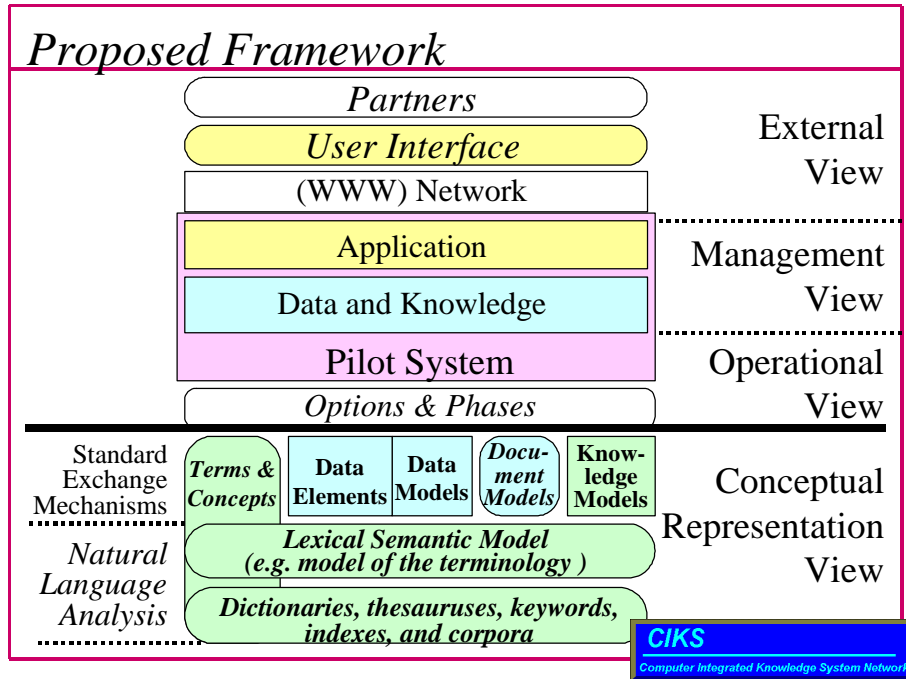 Proposed Framework
Partners
User Interface
(WWW) Network
Application
Data and Knowledge
Pilot System
Options & Phases
External
View
Management
View
Operational
View
Standard
Exchange
Mechanisms
Terms &
Concepts
Data
Elements
Data
Models
Docu-
ment
Models
Know-
ledge
Models
Natural
Language
Analysis
Lexical Semantic Model
(e.g. model of the terminology )
Dictionaries, thesauruses, keywords,
indexes, and corpora
Conceptual
Representation
View
CIKS
Computer Integrated Knowledge System Network